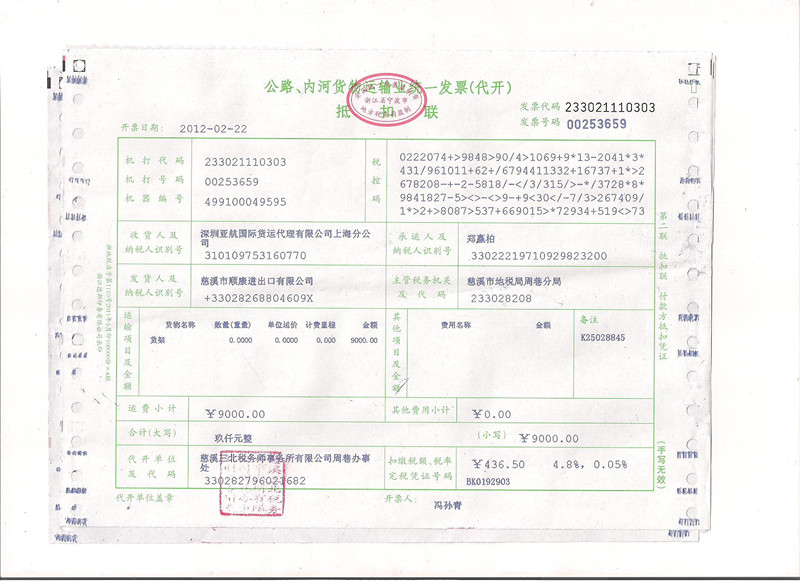 公路、内河货物运输业统一发票(代开)
浙江省宁波市
抵 扣 联
发票代码 233021110303
发票号码 00253659
开票日期: 2012-02-22
机打代码 233021110303
机打号码 00253659
机器编号 499100049595
税控码
0222074+>9848>90/4>1069+9*13-2041*3*
431/961011+62+/6794411332+16737+1*>2
678208-+-2-5818/-</3/315/>-*/3728*8*
9841827-5><-<>9-+9<30</-7/3>267409/
1*>2+>8087>537+669015>*72934+519<>73
收货人及纳税人识别号
深圳亚航国际货运代理有限公司上海分公司
310109753160770
承运人及纳税人识别号
郑赢柏
330222197109298232​00
发货人及纳税人识别号
慈溪市顺康进出口有限公司
+33028268804609X
主管税务机关及代码
慈溪市地税局周巷分局
233028208
运输项目及金额
货物名称 数量(重量) 单位运价 计费里程 金额
货架 0.0000 0.0000 0.000 9000.00
其他项目及金额
费用名称 金额
备注
K25028845
运费小计 ￥9000.00
其他费用小计 ￥0.00
合计(大写) 玖仟元整
(小写) ￥9000.00
代开单位及代码
慈溪三北税务师事务所有限公司周巷办事处
330282796021682
扣缴税额、税率 ￥436.50 4.8%, 0.05%
完税凭证号码 BK0192903
代开单位盖章
开票人: 冯孙青
第二联 抵扣联 付款方抵扣凭证
(手写无效)